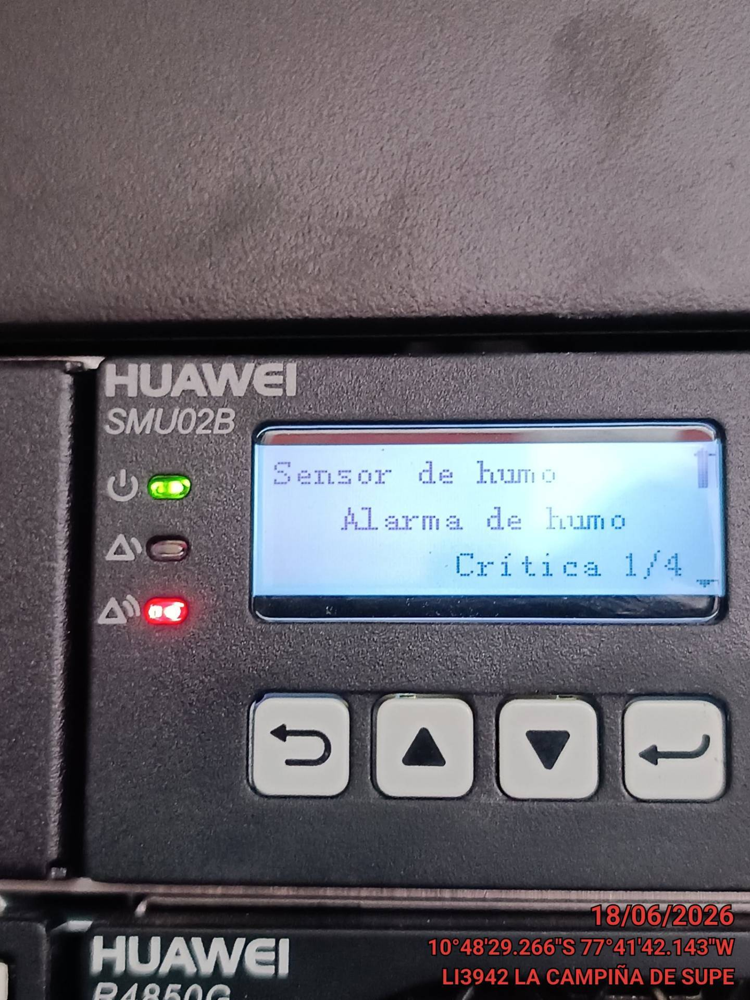 HUAWEI
SMU02B
Sensor de humo
Alarma de humo
Crítica 1/4
18/06/2026
10°48'29.266"S 77°41'42.143"W
LI3942 LA CAMPIÑA DE SUPE
HUAWEI
R4850G